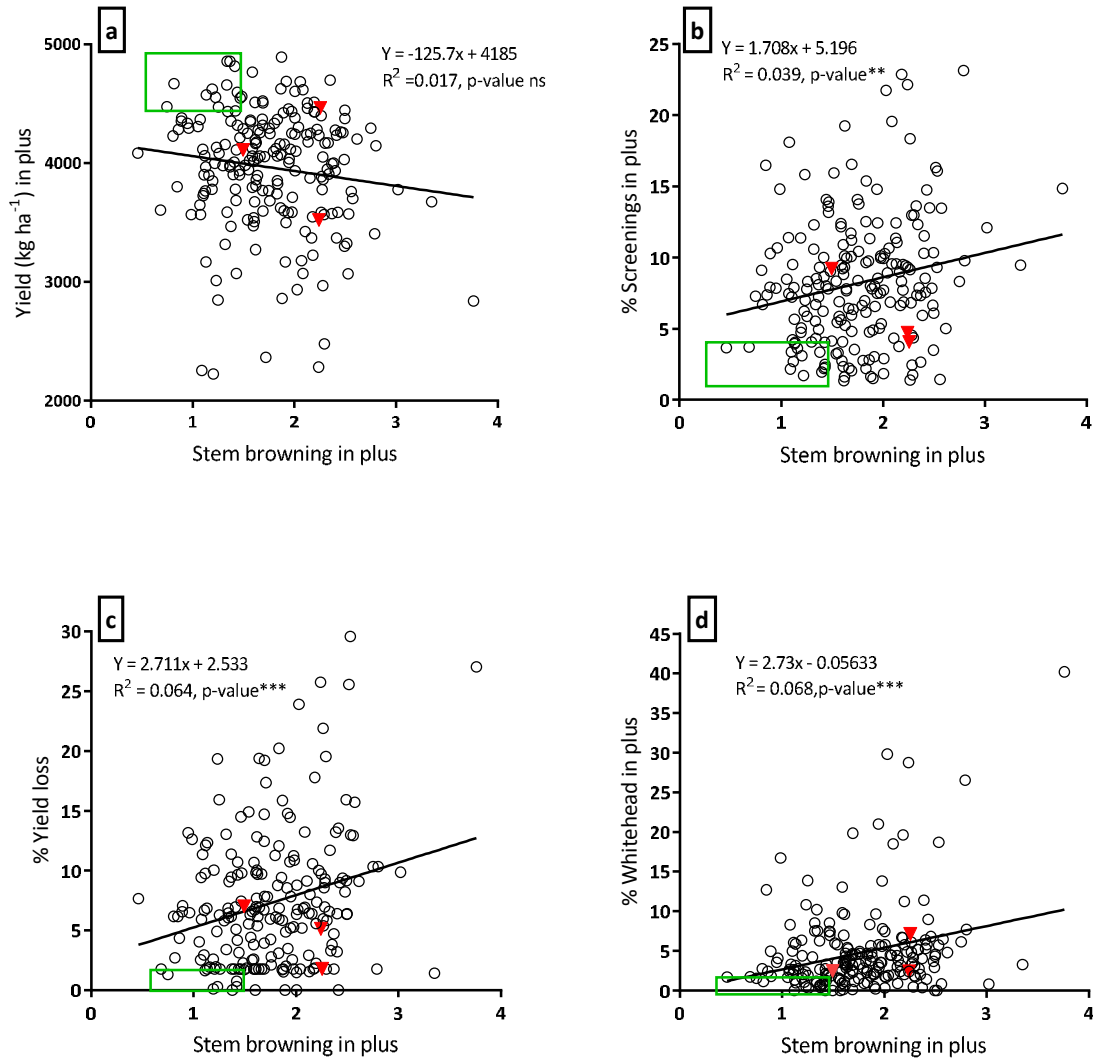 a
Y = -125.7x + 4185
R² =0.017, p-value ns
Yield (kg ha⁻¹) in plus
5000
4000
3000
2000
0 1 2 3 4
Stem browning in plus
b
Y = 1.708x + 5.196
R² = 0.039, p-value**
% Screenings in plus
25
20
15
10
5
0
0 1 2 3 4
Stem browning in plus
c
Y = 2.711x + 2.533
R² = 0.064, p-value***
% Yield loss
30
25
20
15
10
5
0
0 1 2 3 4
Stem browning in plus
d
Y = 2.73x - 0.05633
R² = 0.068,p-value***
% Whitehead in plus
45
40
35
30
25
20
15
10
5
0
0 1 2 3 4
Stem browning in plus